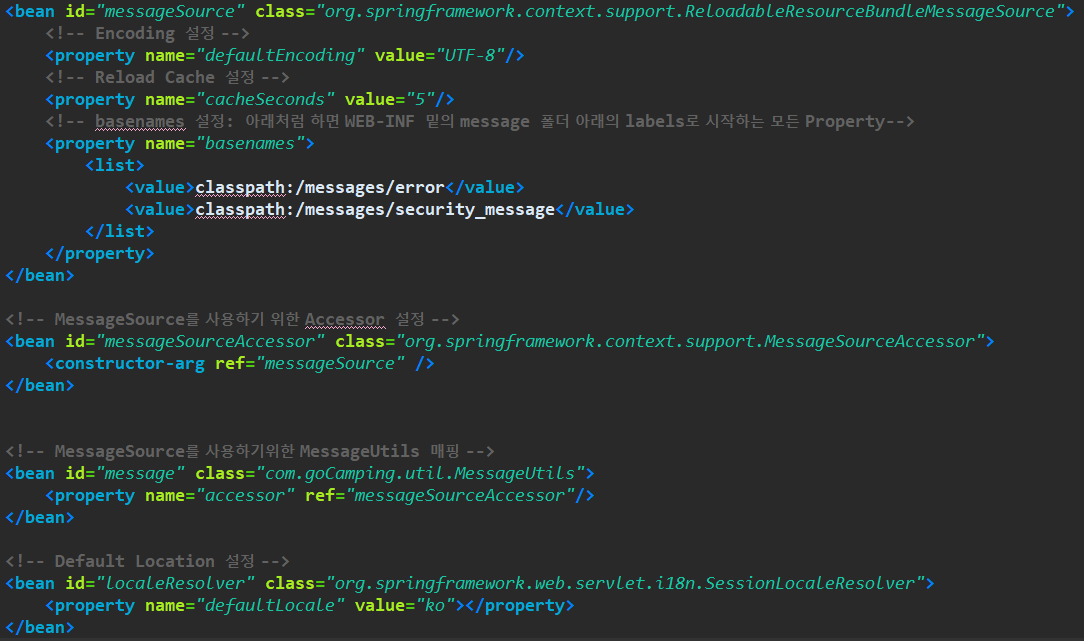 <bean id="messageSource" class="org.springframework.context.support.ReloadableResourceBundleMessageSource">
<!-- Encoding 설정 -->
<property name="defaultEncoding" value="UTF-8"/>
<!-- Reload Cache 설정 -->
<property name="cacheSeconds" value="5"/>
<!-- basenames 설정: 아래처럼 하면 WEB-INF 밑의 message 폴더 아래의 labels로 시작하는 모든 Property-->
<property name="basenames">
<list>
<value>classpath:/messages/error</value>
<value>classpath:/messages/security_message</value>
</list>
</property>
</bean>
<!-- MessageSource를 사용하기 위한 Accessor 설정 -->
<bean id="messageSourceAccessor" class="org.springframework.context.support.MessageSourceAccessor">
<constructor-arg ref="messageSource" />
</bean>
<!-- MessageSource를 사용하기위한 MessageUtils 매핑 -->
<bean id="message" class="com.goCamping.util.MessageUtils">
<property name="accessor" ref="messageSourceAccessor"/>
</bean>
<!-- Default Location 설정 -->
<bean id="localeResolver" class="org.springframework.web.servlet.i18n.SessionLocaleResolver">
<property name="defaultLocale" value="ko"></property>
</bean>